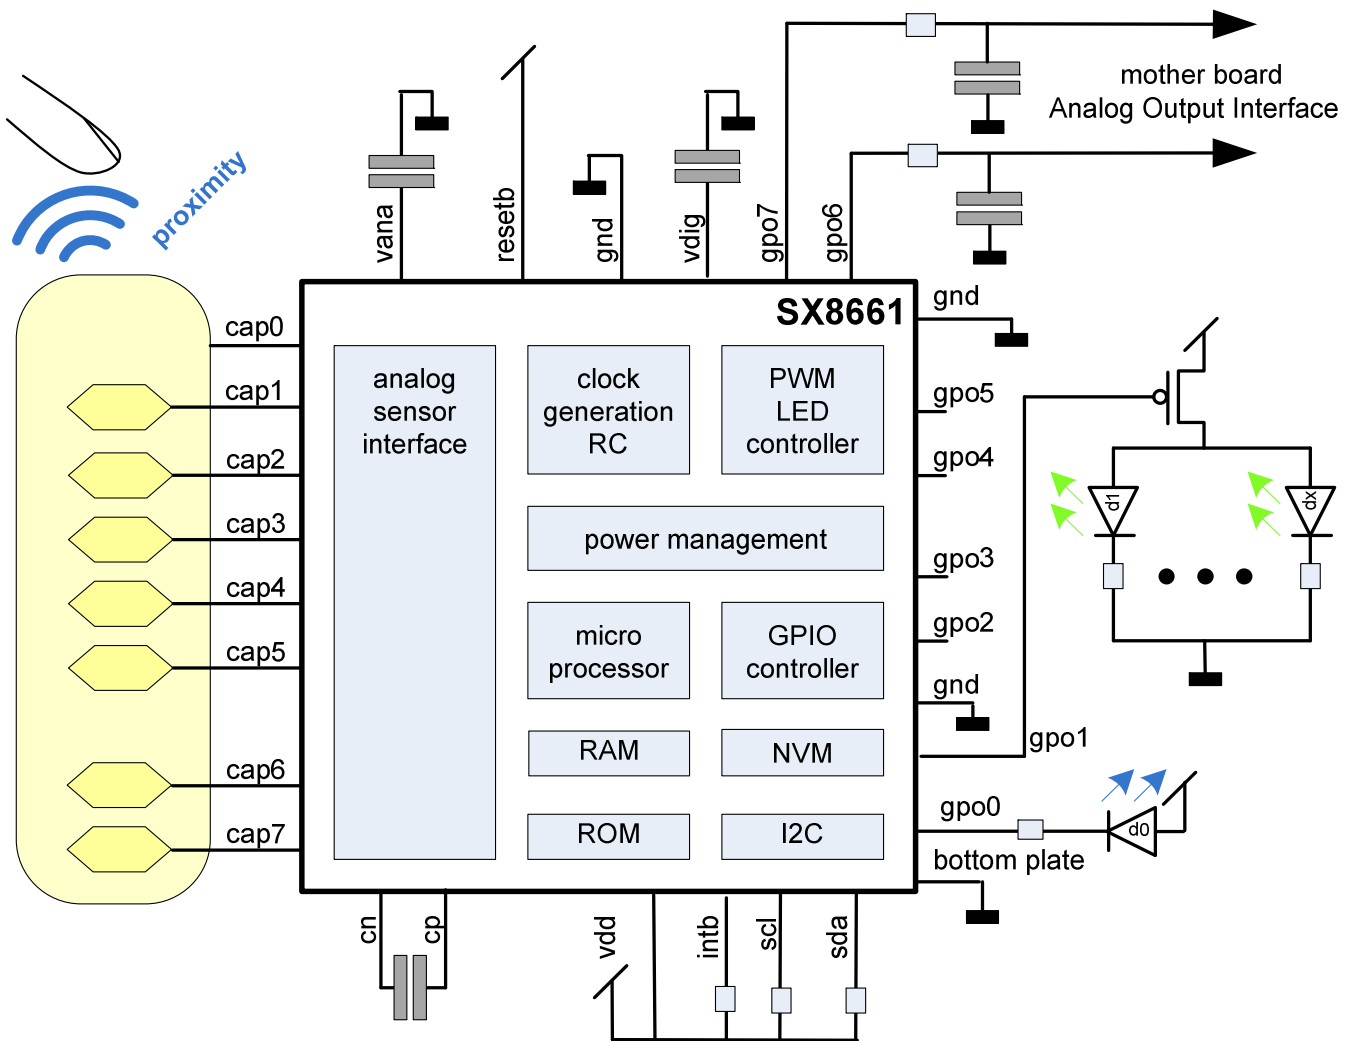 mother board
Analog Output Interface
proximity
vana
resetb
gnd
vdig
gpo7
gpo6
SX8661
cap0
cap1
cap2
cap3
cap4
cap5
cap6
cap7
analog
sensor
interface
clock
generation
RC
PWM
LED
controller
power management
micro
processor
GPIO
controller
RAM
NVM
ROM
I2C
gnd
gpo5
gpo4
gpo3
gpo2
gnd
gpo1
gpo0
bottom plate
d1
dx
d0
cn
cp
vdd
intb
scl
sda